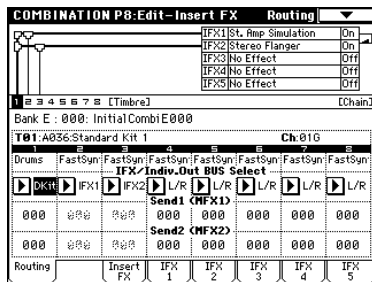 COMBINATION P8:Edit-Insert FX Routing
IFX1 St. Amp Simulation On
IFX2 Stereo Flanger On
IFX3 No Effect Off
IFX4 No Effect Off
IFX5 No Effect Off
1 2 3 4 5 6 7 8 [Timbre] [Chain]
Bank E : 000: InitialCombiE000
T01:A036:Standard Kit 1 Ch:01G
1 2 3 4 5 6 7 8
Drums FastSyn FastSyn FastSyn FastSyn FastSyn FastSyn FastSyn
IFX/Indiv.Out BUS Select
DKit IFX1 IFX2 L/R L/R L/R L/R L/R
Send1 (MFX1)
000 000 000 000 000 000
Send2 (MFX2)
000 000 000 000 000 000
Routing Insert FX IFX 1 IFX 2 IFX 3 IFX 4 IFX 5